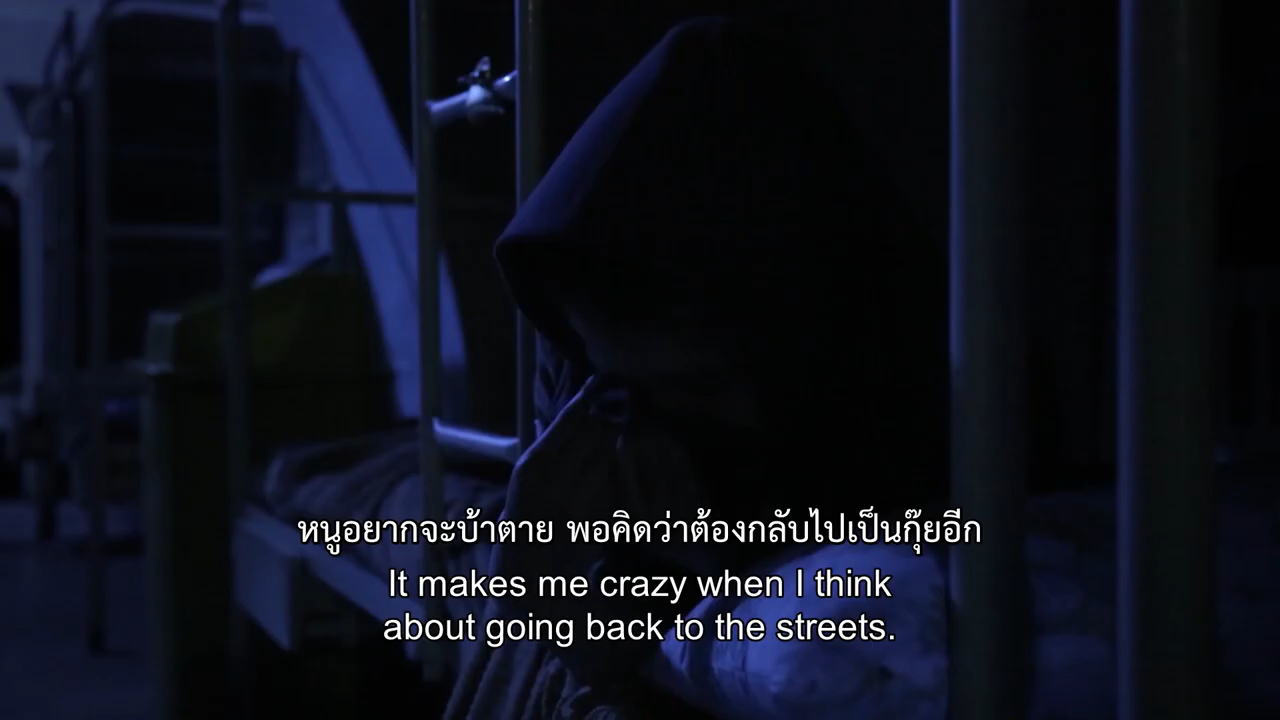 หนูอยากจะบ้าตาย พอคิดว่าต้องกลับไปเป็นกุ๊ยอีก
It makes me crazy when I think
about going back to the streets.